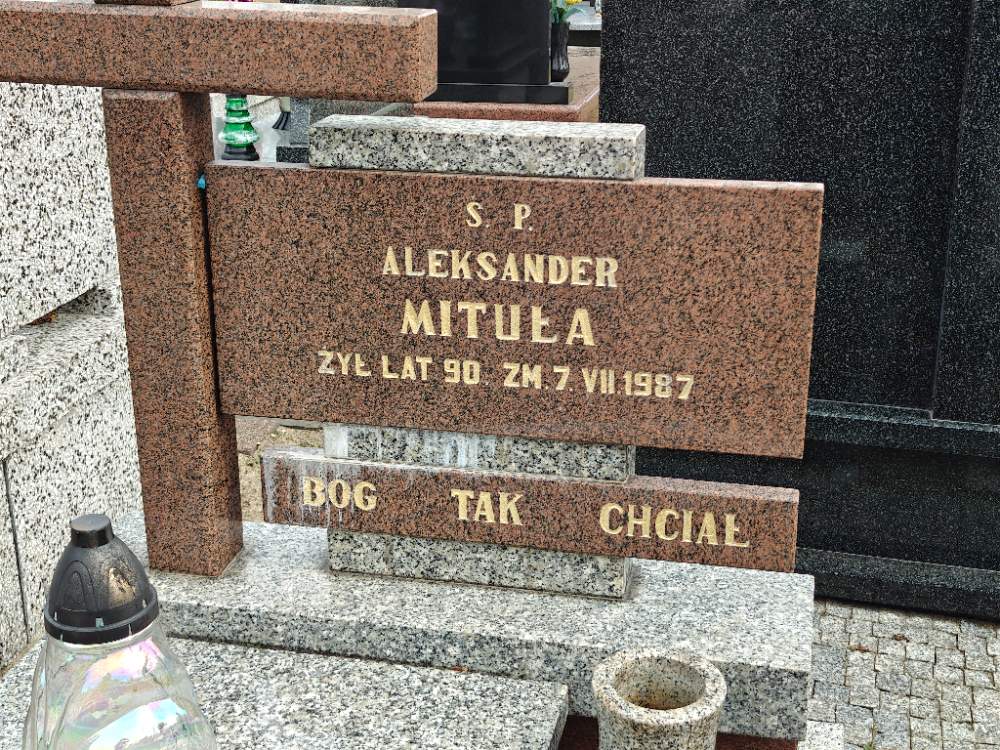 S. P.
ALEKSANDER
MITUŁA
ŻYŁ LAT 90. ZM. 7. VII. 1987
BOG TAK CHCIAŁ